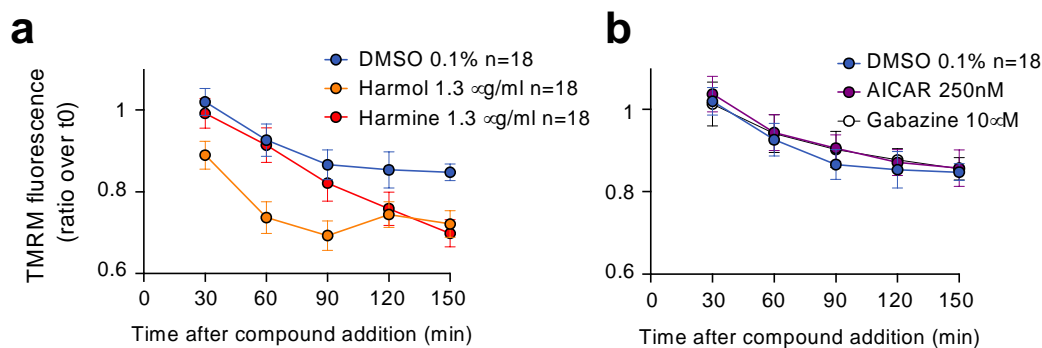 a
DMSO 0.1% n=18
Harmol 1.3 ∝g/ml n=18
Harmine 1.3 ∝g/ml n=18
TMRM fluorescence
(ratio over t0)
1
0.8
0.6
0 30 60 90 120 150
Time after compound addition (min)
b
DMSO 0.1% n=18
AICAR 250nM
Gabazine 10∝M
1
0.8
0.6
0 30 60 90 120 150
Time after compound addition (min)